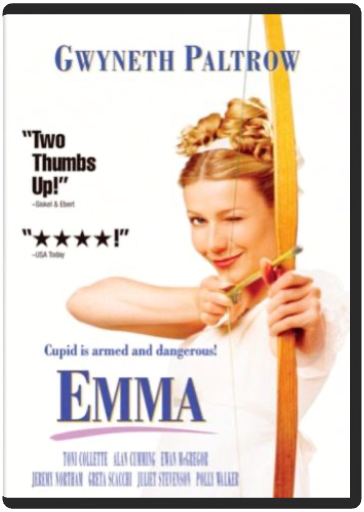 GWYNETH PALTROW
“Two
Thumbs
Up!”
–Siskel & Ebert
“★★★★!”
–USA Today
Cupid is armed and dangerous!
EMMA
TONI COLLETTE ALAN CUMMING EWAN McGREGOR
JEREMY NORTHAM GRETA SCACCHI JULIET STEVENSON POLLY WALKER